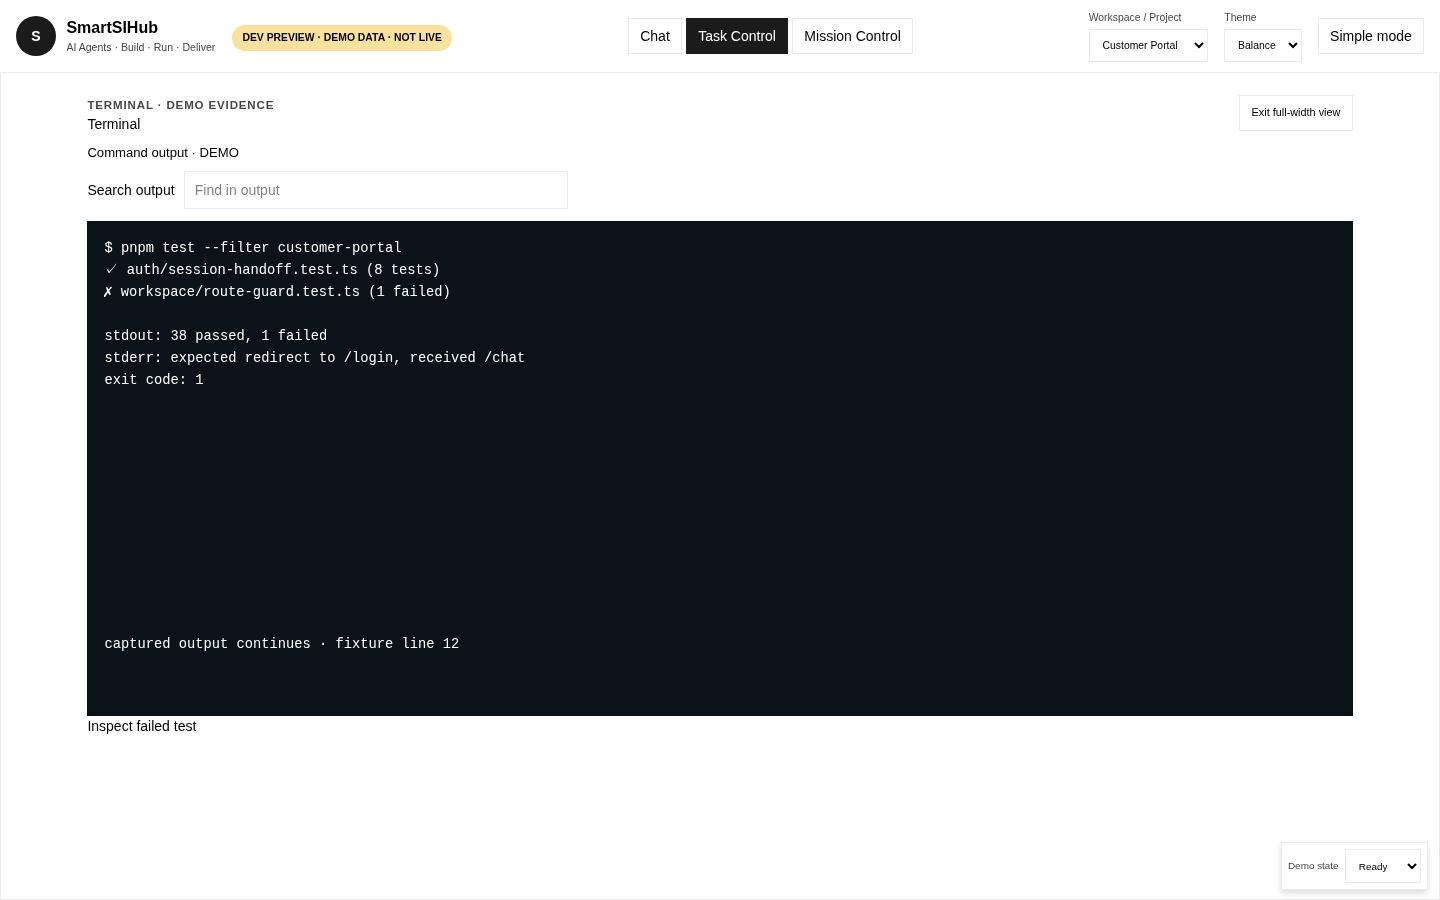 S
SmartSIHub
AI Agents · Build · Run · Deliver
DEV PREVIEW · DEMO DATA · NOT LIVE
Chat
Task Control
Mission Control
Workspace / Project
Customer Portal
Theme
Balance
Simple mode
TERMINAL · DEMO EVIDENCE
Terminal
Exit full-width view
Command output · DEMO
Search output
Find in output
$ pnpm test --filter customer-portal
✓ auth/session-handoff.test.ts (8 tests)
✗ workspace/route-guard.test.ts (1 failed)
stdout: 38 passed, 1 failed
stderr: expected redirect to /login, received /chat
exit code: 1
captured output continues · fixture line 12
Inspect failed test
Demo state
Ready